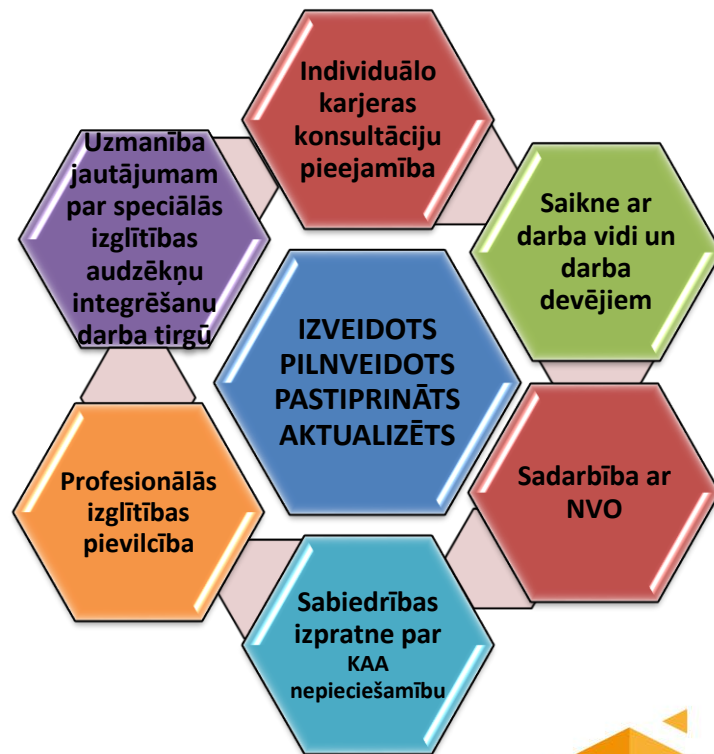 Individuālo
karjeras
konsultāciju
pieejamība
Saikne ar
darba vidi un
darba
devējiem
Sadarbība ar
NVO
Sabiedrības
izpratne par
KAA
nepieciešamību
Profesionālās
izglītības
pievilcība
Uzmanība
jautājumam
par speciālās
izglītības
audzēkņu
integrēšanu
darba tirgū
IZVEIDOTS
PILNVEIDOTS
PASTIPRINĀTS
AKTUALIZĒTS